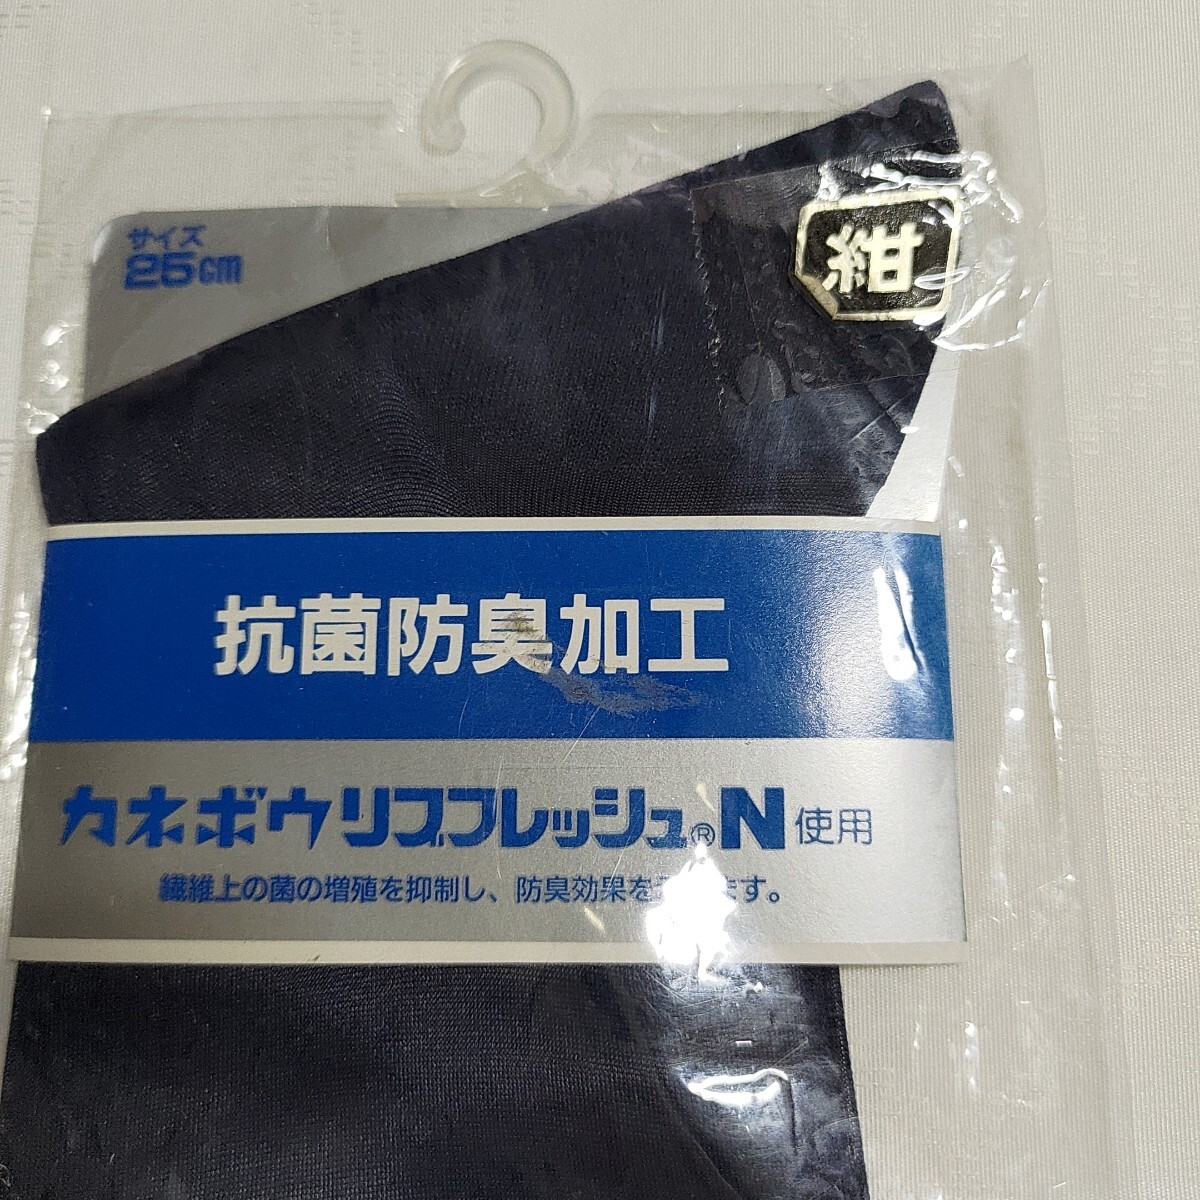 サイズ
25cm
紺
抗菌防臭加工
カネボウリブフレッシュ®N使用
繊維上の菌の増殖を抑制し、防臭効果を ます。